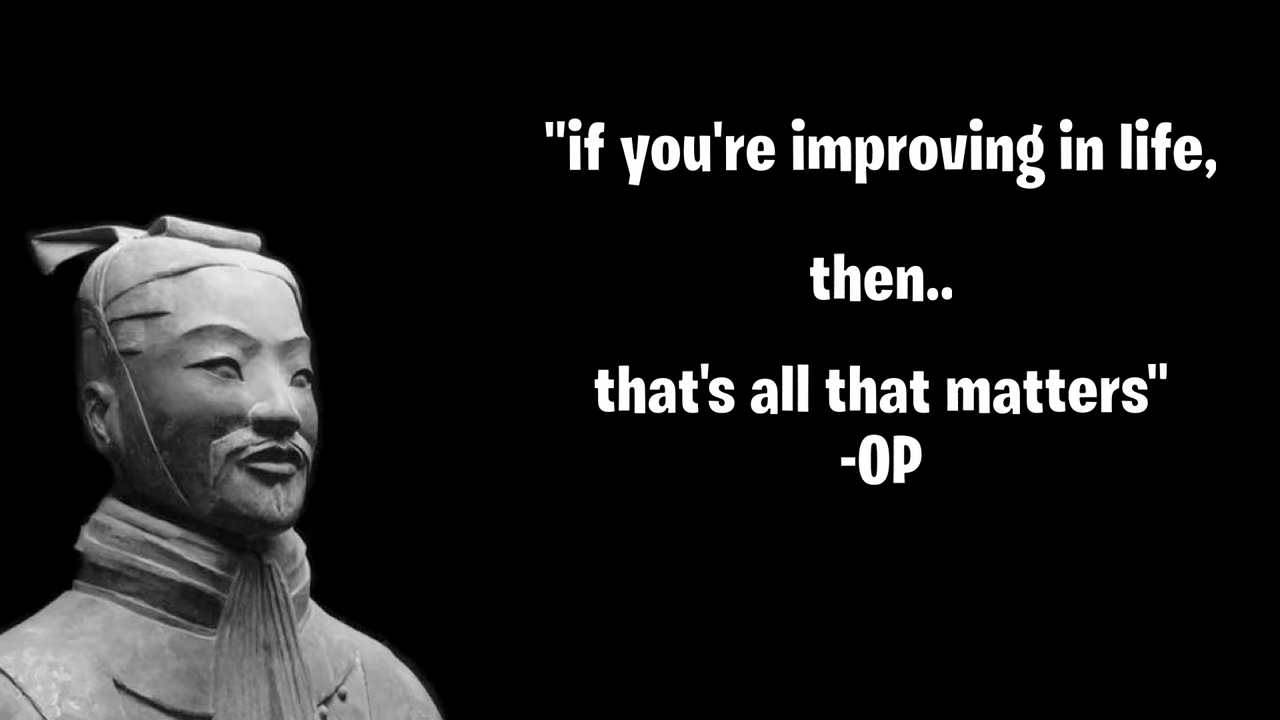 "if you're improving in life,
then..
that's all that matters"
-OP